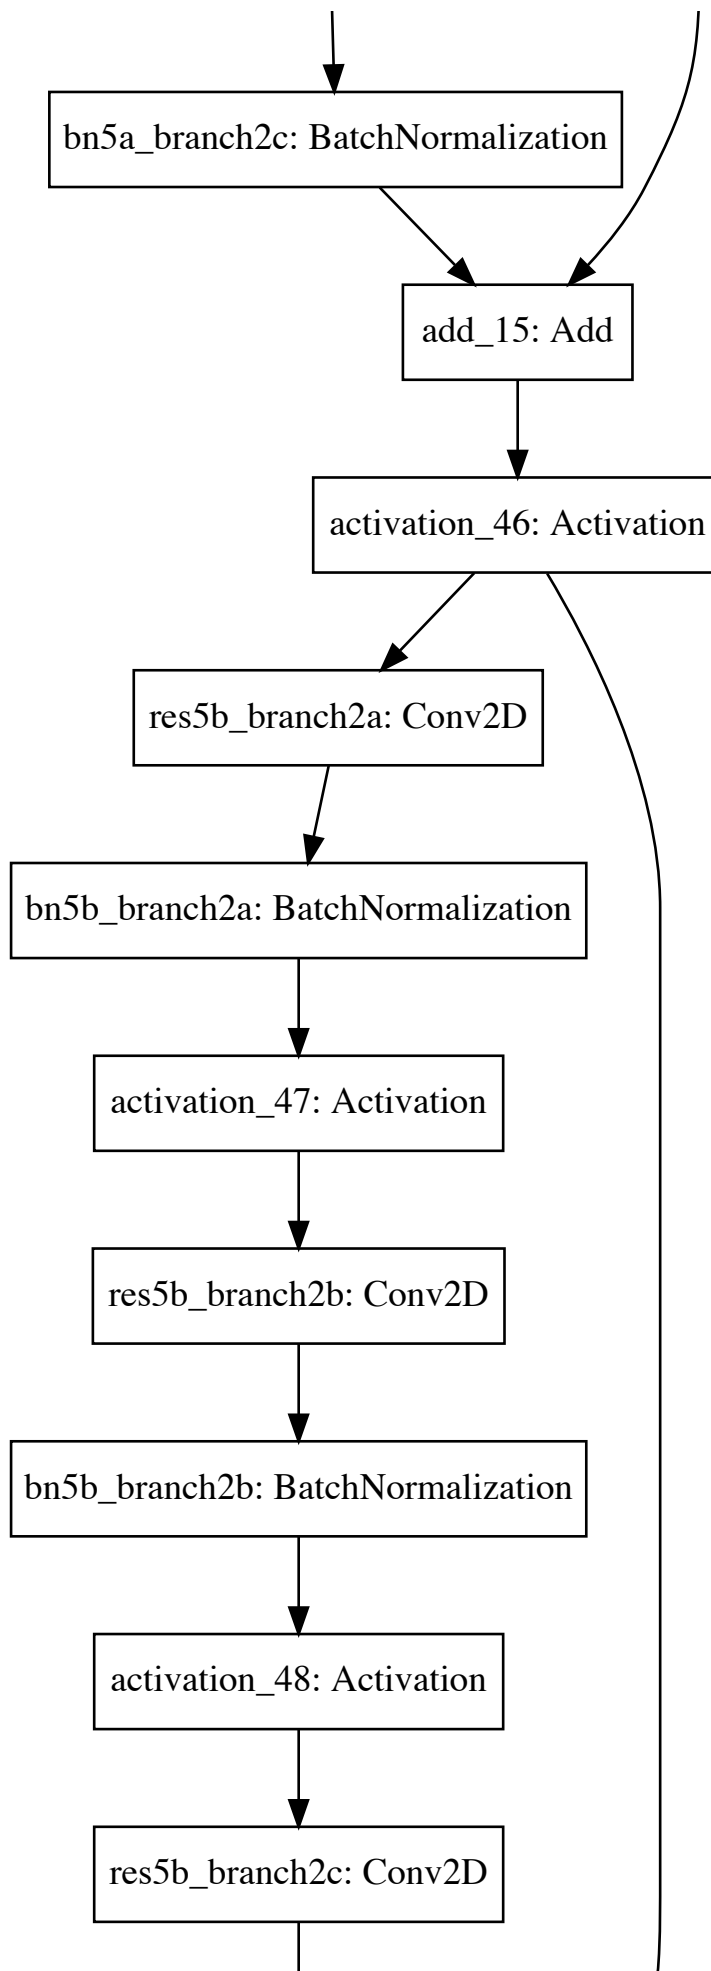 bn5a_branch2c: BatchNormalization
add_15: Add
activation_46: Activation
res5b_branch2a: Conv2D
bn5b_branch2a: BatchNormalization
activation_47: Activation
res5b_branch2b: Conv2D
bn5b_branch2b: BatchNormalization
activation_48: Activation
res5b_branch2c: Conv2D